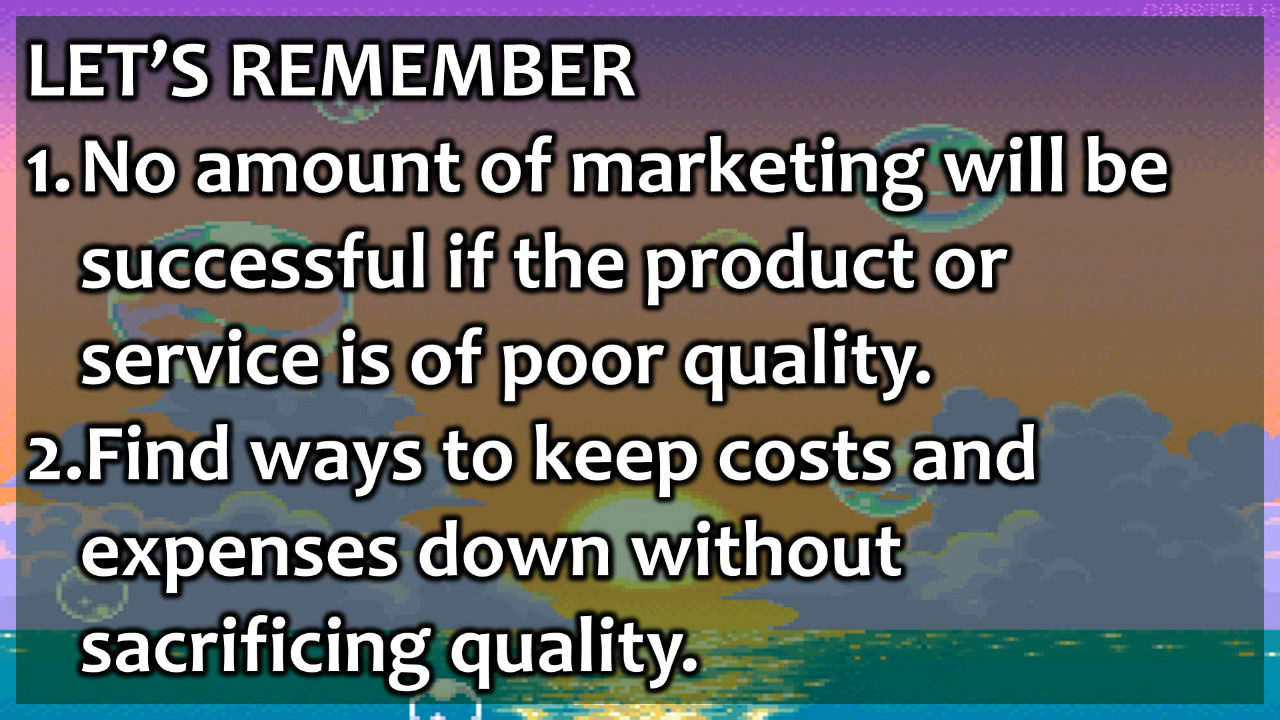 LET’S REMEMBER
1. No amount of marketing will be
successful if the product or
service is of poor quality.
2. Find ways to keep costs and
expenses down without
sacrificing quality.